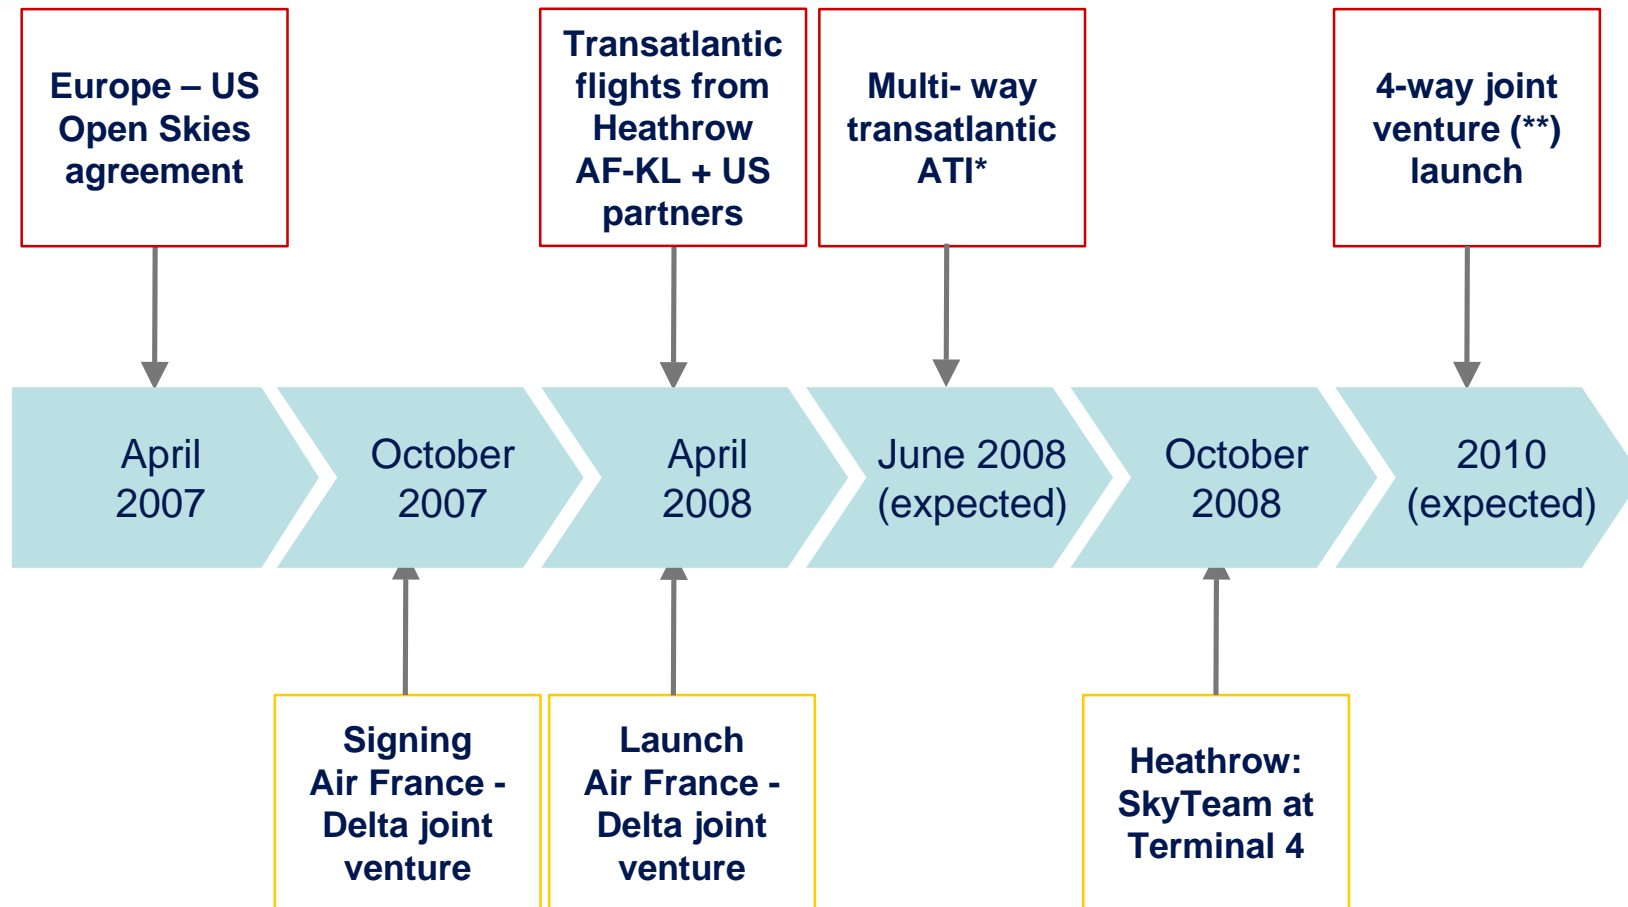 Europe – US
Open Skies
agreement
Transatlantic
flights from
Heathrow
AF-KL + US
partners
Multi- way
transatlantic
ATI*
4-way joint
venture (**)
launch
April
2007
October
2007
April
2008
June 2008
(expected)
October
2008
2010
(expected)
Signing
Air France -
Delta joint
venture
Launch
Air France -
Delta joint
venture
Heathrow:
SkyTeam at
Terminal 4